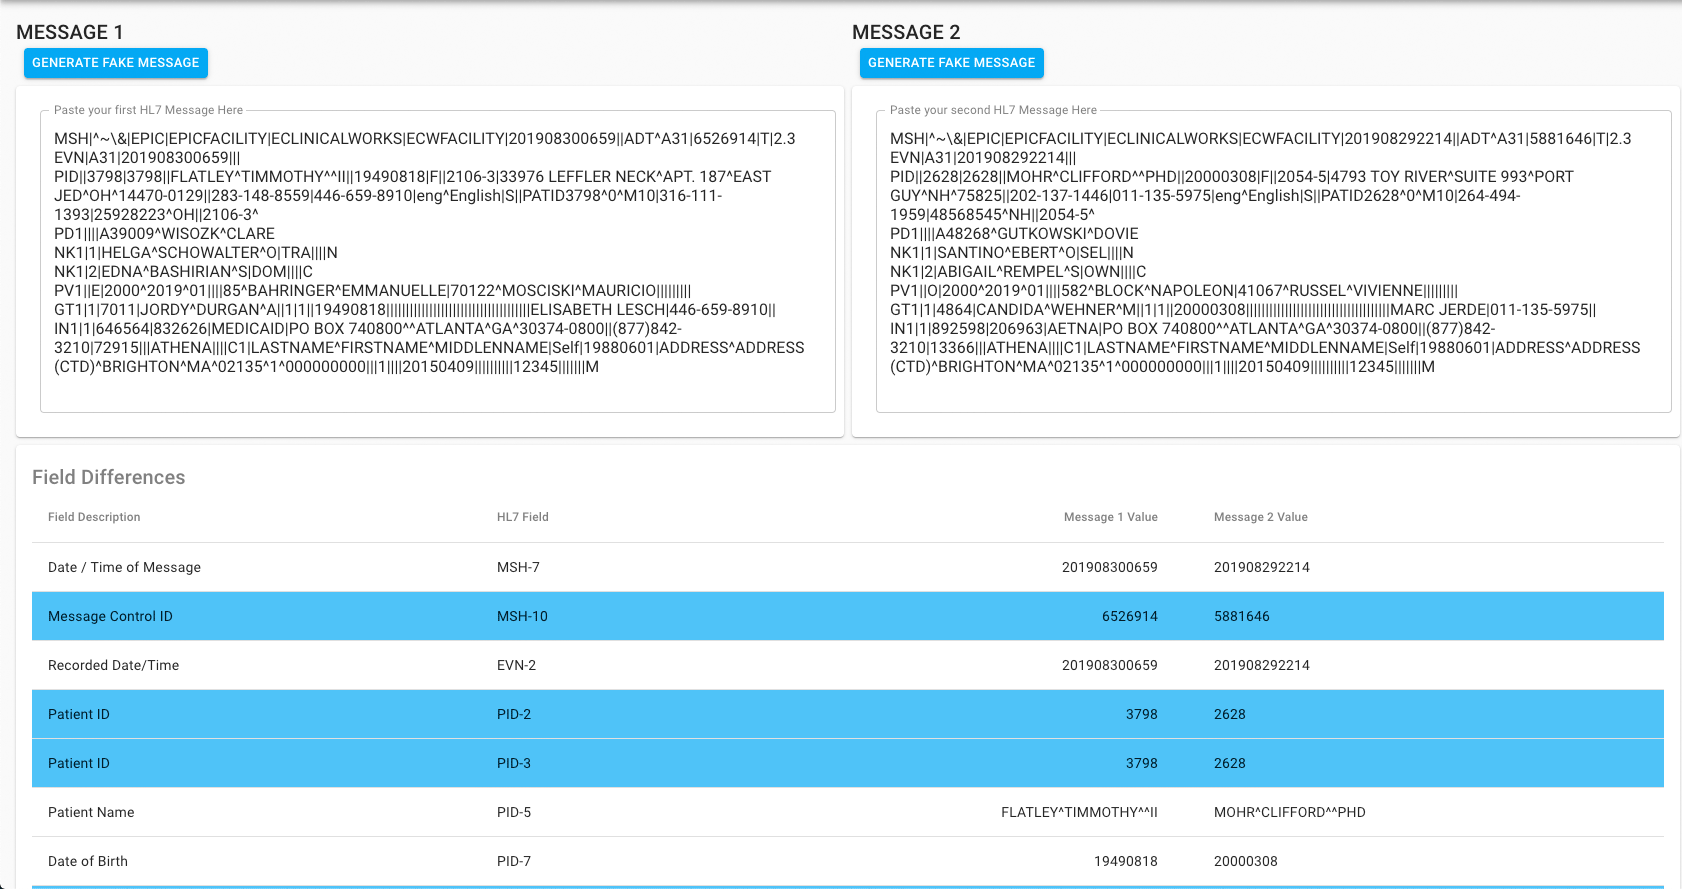 MESSAGE 1
GENERATE FAKE MESSAGE
Paste your first HL7 Message Here
MSH|^~\&|EPIC|EPICFACILITY|ECLINICALWORKS|ECWFACILITY|201908300659||ADT^A31|6526914|T|2.3
EVN|A31|201908300659|||
PID||3798|3798||FLATLEY^TIMMOTHY^^II||19490818|F||2106-3|33976 LEFFLER NECK^APT. 187^EAST
JED^OH^14470-0129||283-148-8559|446-659-8910|eng^English|S||PATID3798^0^M10|316-111-
1393|25928223^OH||2106-3^
PD1||||A39009^WISOZK^CLARE
NK1|1|HELGA^SCHOWALTER^O|TRA||||N
NK1|2|EDNA^BASHIRIAN^S|DOM||||C
PV1||E|2000^2019^01||||85^BAHRINGER^EMMANUELLE|70122^MOSCISKI^MAURICIO|||||||||
GT1|1|7011|JORDY^DURGAN^A||1|1||19490818||||||||||||||||||||||||||||||||||||ELISABETH LESCH|446-659-8910||
IN1|1|646564|832626|MEDICAID|PO BOX 740800^^ATLANTA^GA^30374-0800||(877)842-
3210|72915|||ATHENA||||C1|LASTNAME^FIRSTNAME^MIDDLENNAME|Self|19880601|ADDRESS^ADDRESS
(CTD)^BRIGHTON^MA^02135^1^000000000|||1||||20150409||||||||||12345|||||||M
MESSAGE 2
GENERATE FAKE MESSAGE
Paste your second HL7 Message Here
MSH|^~\&|EPIC|EPICFACILITY|ECLINICALWORKS|ECWFACILITY|201908292214||ADT^A31|5881646|T|2.3
EVN|A31|201908292214|||
PID||2628|2628||MOHR^CLIFFORD^^PHD||20000308|F||2054-5|4793 TOY RIVER^SUITE 993^PORT
GUY^NH^75825||202-137-1446|011-135-5975|eng^English|S||PATID2628^0^M10|264-494-
1959|48568545^NH||2054-5^
PD1||||A48268^GUTKOWSKI^DOVIE
NK1|1|SANTINO^EBERT^O|SEL||||N
NK1|2|ABIGAIL^REMPEL^S|OWN||||C
PV1||O|2000^2019^01||||582^BLOCK^NAPOLEON|41067^RUSSEL^VIVIENNE|||||||||
GT1|1|4864|CANDIDA^WEHNER^M||1|1||20000308||||||||||||||||||||||||||||||||||||MARC JERDE|011-135-5975||
IN1|1|892598|206963|AETNA|PO BOX 740800^^ATLANTA^GA^30374-0800||(877)842-
3210|13366|||ATHENA||||C1|LASTNAME^FIRSTNAME^MIDDLENNAME|Self|19880601|ADDRESS^ADDRESS
(CTD)^BRIGHTON^MA^02135^1^000000000|||1||||20150409||||||||||12345|||||||M
Field Differences
Field Description HL7 Field Message 1 Value Message 2 Value
Date / Time of Message MSH-7 201908300659 201908292214
Message Control ID MSH-10 6526914 5881646
Recorded Date/Time EVN-2 201908300659 201908292214
Patient ID PID-2 3798 2628
Patient ID PID-3 3798 2628
Patient Name PID-5 FLATLEY^TIMMOTHY^^II MOHR^CLIFFORD^^PHD
Date of Birth PID-7 19490818 20000308